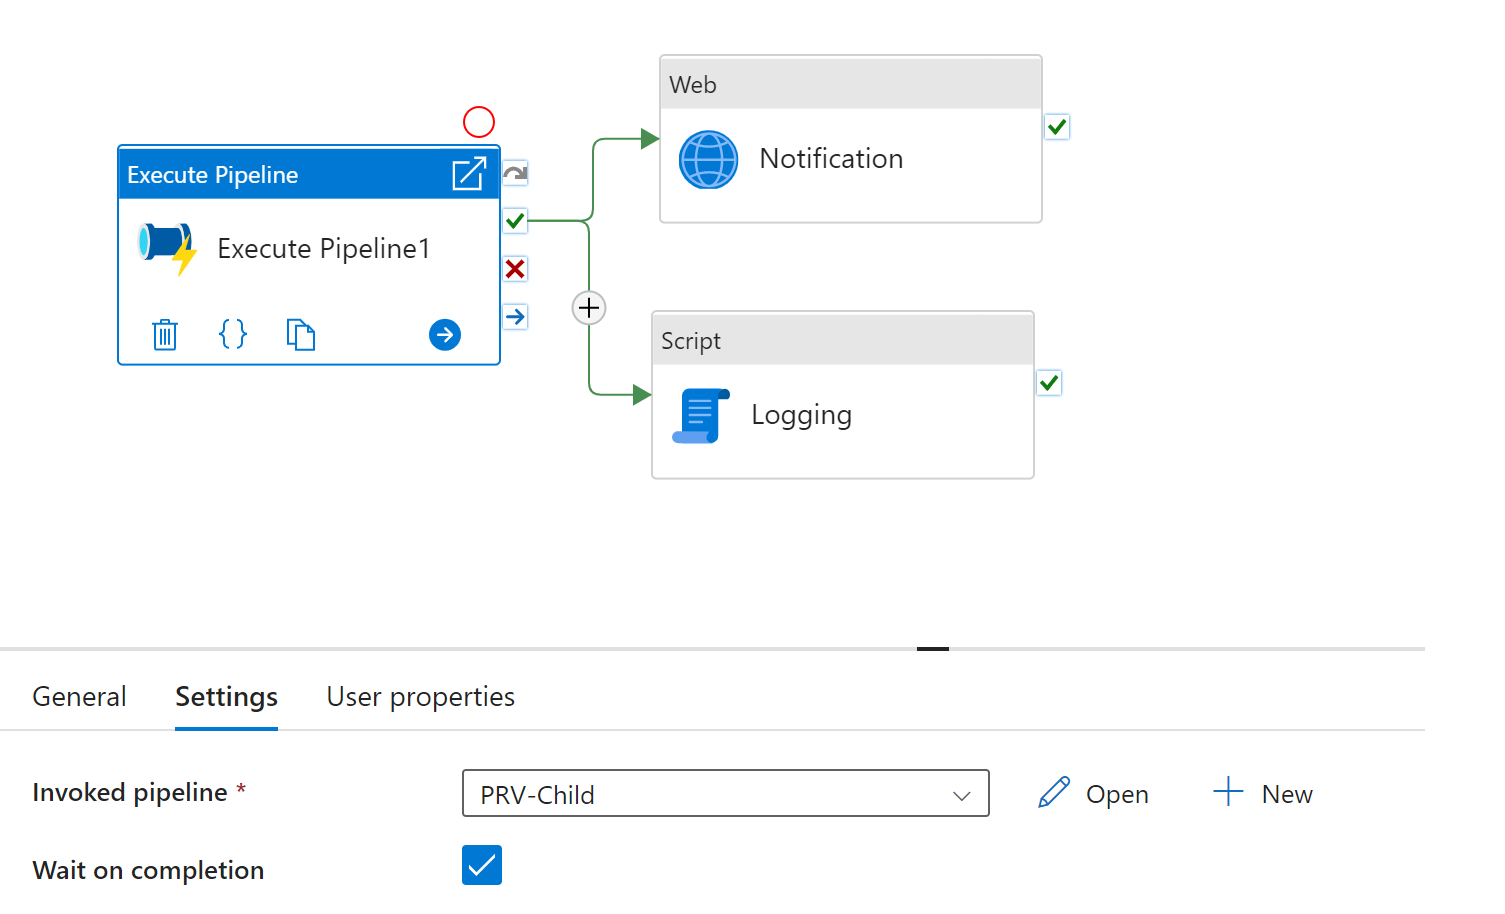 Web
Notification
Execute Pipeline
Execute Pipeline1
Script
Logging
General Settings User properties
Invoked pipeline * PRV-Child Open New
Wait on completion